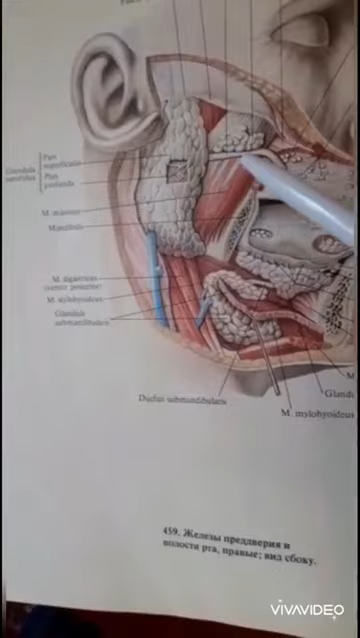 Glandula
parotidea
Pars
superficialis
Pars
profunda
M. masseter
Mandibula
M. digastricus
(venter posterior)
M. stylohyoideus
Glandula
submandibularis
Ductus submandibularis
M
Glandu
M. mylohyoideus
459. Железы преддверия и
полости рта, правые; вид сбоку.
VIVAVIDEO